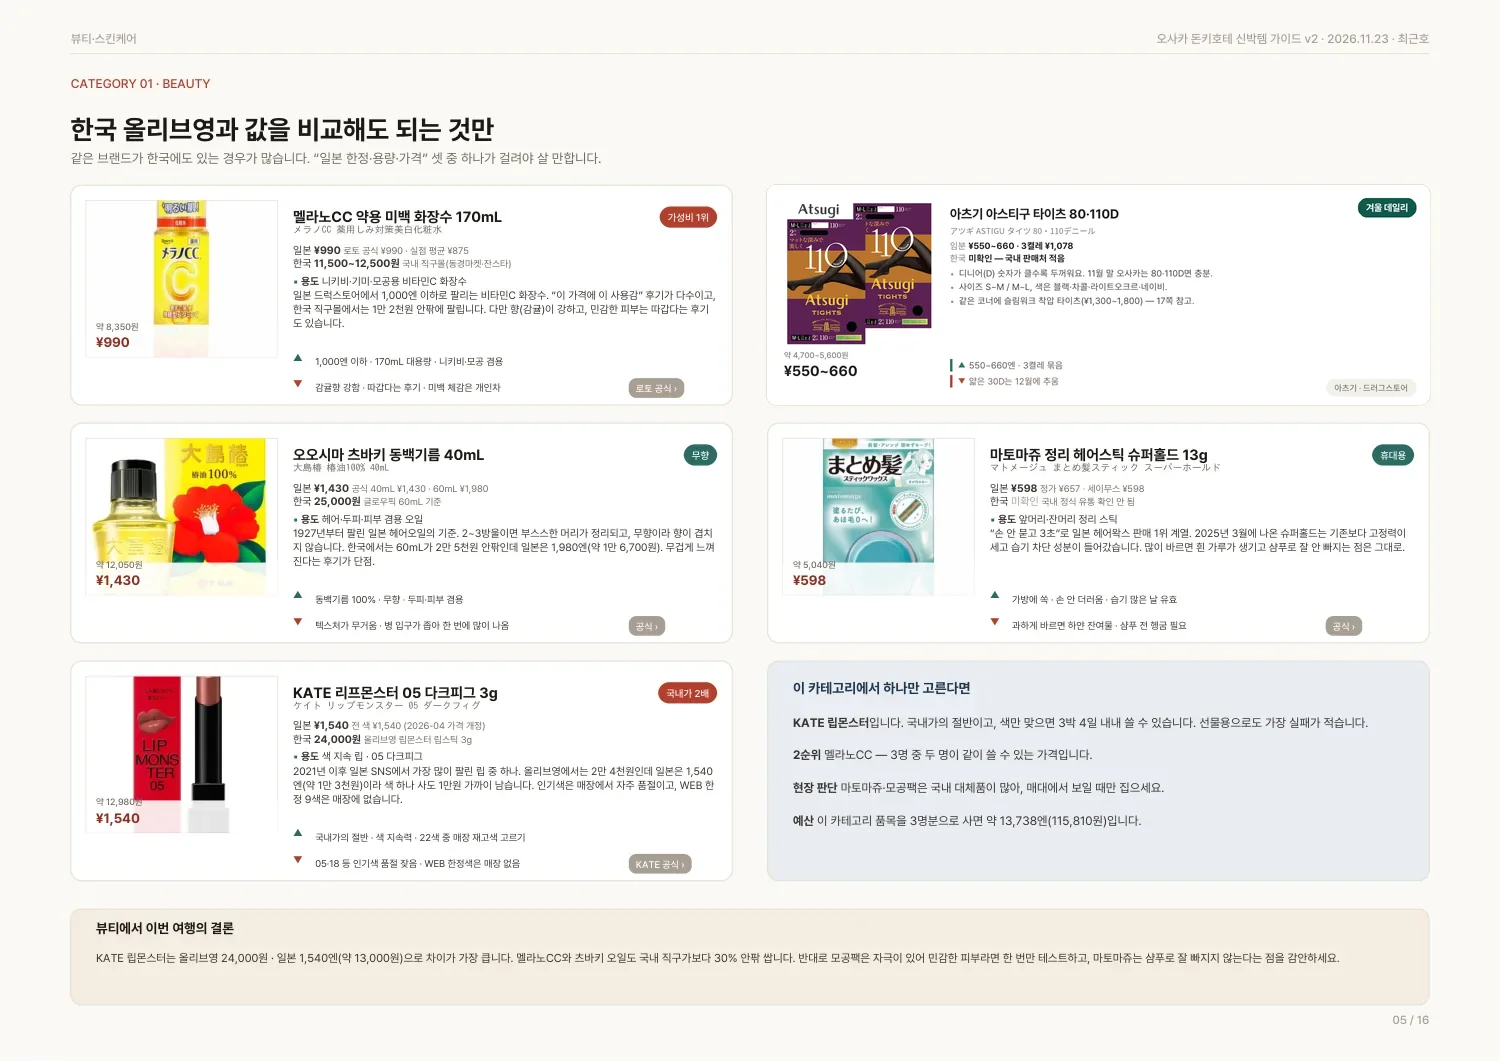 뷰티·스킨케어
오사카 돈키호테 신박템 가이드 v2 · 2026.11.23 · 최근호
CATEGORY 01 · BEAUTY
한국 올리브영과 값을 비교해도 되는 것만
같은 브랜드가 한국에도 있는 경우가 많습니다. “일본 한정·용량·가격” 셋 중 하나가 걸려야 살 만합니다.
メラノCC
약 8,350원
¥990
멜라노CC 약용 미백 화장수 170mL
가성비 1위
メラノCC 薬用しみ対策美白化粧水
일본 ¥990 로토 공식 ¥990 · 실점 평균 ¥875
한국 11,500~12,500원 국내 직구몰(동경마켓·잔스타)
▪ 용도 니키비·기미·모공용 비타민C 화장수
일본 드럭스토어에서 1,000엔 이하로 팔리는 비타민C 화장수. “이 가격에 이 사용감” 후기가 다수이고,
한국 직구몰에서는 1만 2천원 안팎에 팔립니다. 다만 향(감귤)이 강하고, 민감한 피부는 따갑다는 후기
도 있습니다.
▲ 1,000엔 이하 · 170mL 대용량 · 니키비·모공 겸용
▼ 감귤향 강함 · 따갑다는 후기 · 미백 체감은 개인차
로토 공식 ›
Atsugi
110
Atsugi
TIGHTS
110
Atsugi
TIGHTS
약 4,700~5,600원
¥550~660
아츠기 아스티구 타이츠 80·110D
겨울 데일리
アツギ ASTIGU タイツ 80・110デニール
일분 ¥550~660 · 3켤레 ¥1,078
한국 미확인 — 국내 판매처 적음
• 디니어(D) 숫자가 클수록 두꺼워요. 11월 말 오사카는 80·110D면 충분.
• 사이즈 S~M / M~L, 색은 블랙·차콜·라이트오크르·네이비.
• 같은 코너에 슬림워크 착압 타이츠(¥1,300~1,800) — 17쪽 참고.
▲ 550~660엔 · 3켤레 묶음
▼ 얇은 30D는 12월에 추움
아츠기 · 드러그스토어
大島椿
椿油100%
약 12,050원
¥1,430
오오시마 츠바키 동백기름 40mL
무향
大島椿 椿油100% 40mL
일본 ¥1,430 공식 40mL ¥1,430 · 60mL ¥1,980
한국 25,000원 글로우픽 60mL 기준
▪ 용도 헤어·두피·피부 겸용 오일
1927년부터 팔린 일본 헤어오일의 기준. 2~3방울이면 부스스한 머리가 정리되고, 무향이라 향이 겹치
지 않습니다. 한국에서는 60mL가 2만 5천원 안팎인데 일본은 1,980엔(약 1만 6,700원). 무겁게 느껴
진다는 후기가 단점.
▲ 동백기름 100% · 무향 · 두피·피부 겸용
▼ 텍스처가 무거움 · 병 입구가 좁아 한 번에 많이 나옴
공식 ›
まとめ髪
スティックワックス
matomage
塗るたび、
あほ毛0へ!
약 5,040원
¥598
마토마쥬 정리 헤어스틱 슈퍼홀드 13g
휴대용
マトメージュ まとめ髪スティック スーパーホールド
일본 ¥598 정가 ¥657 · 세이무스 ¥598
한국 미확인 국내 정식 유통 확인 안 됨
▪ 용도 앞머리·잔머리 정리 스틱
“손 안 묻고 3초”로 일본 헤어왁스 판매 1위 계열. 2025년 3월에 나온 슈퍼홀드는 기존보다 고정력이
세고 습기 차단 성분이 들어갔습니다. 많이 바르면 흰 가루가 생기고 샴푸로 잘 안 빠지는 점은 그대로.
▲ 가방에 쏙 · 손 안 더러움 · 습기 많은 날 유효
▼ 과하게 바르면 하얀 잔여물 · 샴푸 전 헹굼 필요
공식 ›
LIP
MONS
TER
05
약 12,980원
¥1,540
KATE 리프몬스터 05 다크피그 3g
국내가 2배
ケイト リップモンスター 05 ダークフィグ
일본 ¥1,540 전 색 ¥1,540 (2026-04 가격 개정)
한국 24,000원 올리브영 립몬스터 립스틱 3g
▪ 용도 색 지속 립 · 05 다크피그
2021년 이후 일본 SNS에서 가장 많이 팔린 립 중 하나. 올리브영에서는 2만 4천원인데 일본은 1,540
엔(약 1만 3천원)이라 색 하나 사도 1만원 가까이 남습니다. 인기색은 매장에서 자주 품절이고, WEB 한
정 9색은 매장에 없습니다.
▲ 국내가의 절반 · 색 지속력 · 22색 중 매장 재고색 고르기
▼ 05·18 등 인기색 품절 잦음 · WEB 한정색은 매장 없음
KATE 공식 ›
이 카테고리에서 하나만 고른다면
KATE 립몬스터입니다. 국내가의 절반이고, 색만 맞으면 3박 4일 내내 쓸 수 있습니다. 선물용으로도 가장 실패가 적습니다.
2순위 멜라노CC — 3명 중 두 명이 같이 쓸 수 있는 가격입니다.
현장 판단 마토마쥬·모공팩은 국내 대체품이 많아, 매대에서 보일 때만 집으세요.
예산 이 카테고리 품목을 3명분으로 사면 약 13,738엔(115,810원)입니다.
뷰티에서 이번 여행의 결론
KATE 립몬스터는 올리브영 24,000원 · 일본 1,540엔(약 13,000원)으로 차이가 가장 큽니다. 멜라노CC와 츠바키 오일도 국내 직구가보다 30% 안팎 쌉니다. 반대로 모공팩은 자극이 있어 민감한 피부라면 한 번만 테스트하고, 마토마쥬는 샴푸로 잘 빠지지 않는다는 점을 감안하세요.
05 / 16